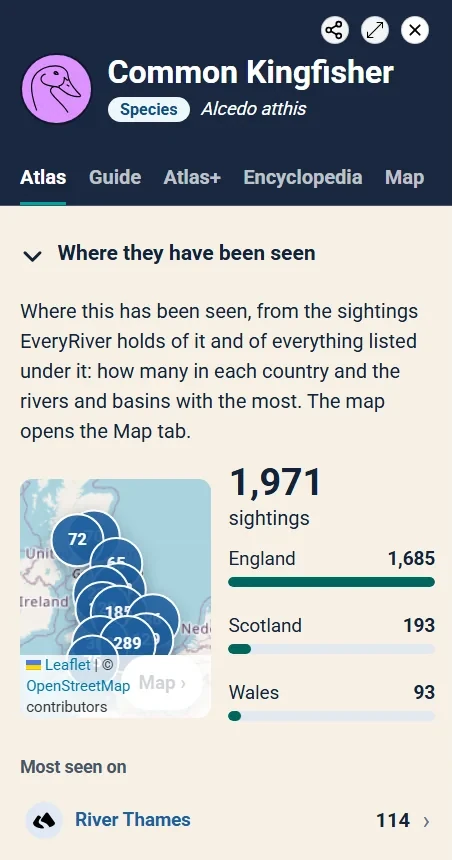 Common Kingfisher
Species Alcedo atthis
Atlas Guide Atlas+ Encyclopedia Map
Where they have been seen
Where this has been seen, from the sightings
EveryRiver holds of it and of everything listed
under it: how many in each country and the
rivers and basins with the most. The map
opens the Map tab.
1,971
sightings
England 1,685
Scotland 193
Wales 93
72
185
289
Ireland
Leaflet | ©
OpenStreetMap
contributors
Map ›
Most seen on
River Thames 114 ›